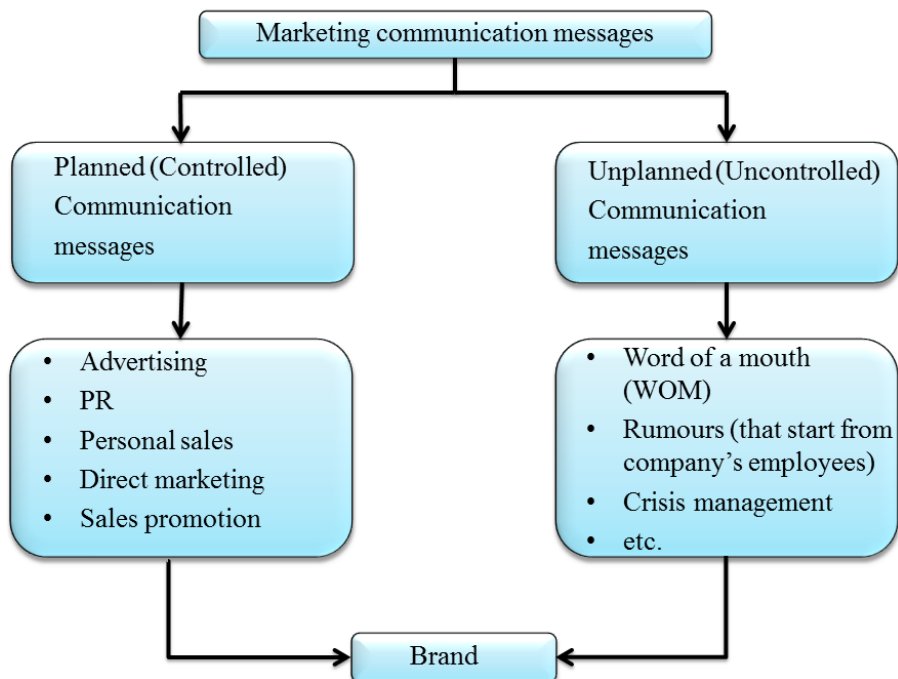 Marketing communication messages
Planned (Controlled)
Communication
messages
Unplanned (Uncontrolled)
Communication
messages
• Advertising
• PR
• Personal sales
• Direct marketing
• Sales promotion
• Word of a mouth
(WOM)
• Rumours (that start from
company’s employees)
• Crisis management
• etc.
Brand